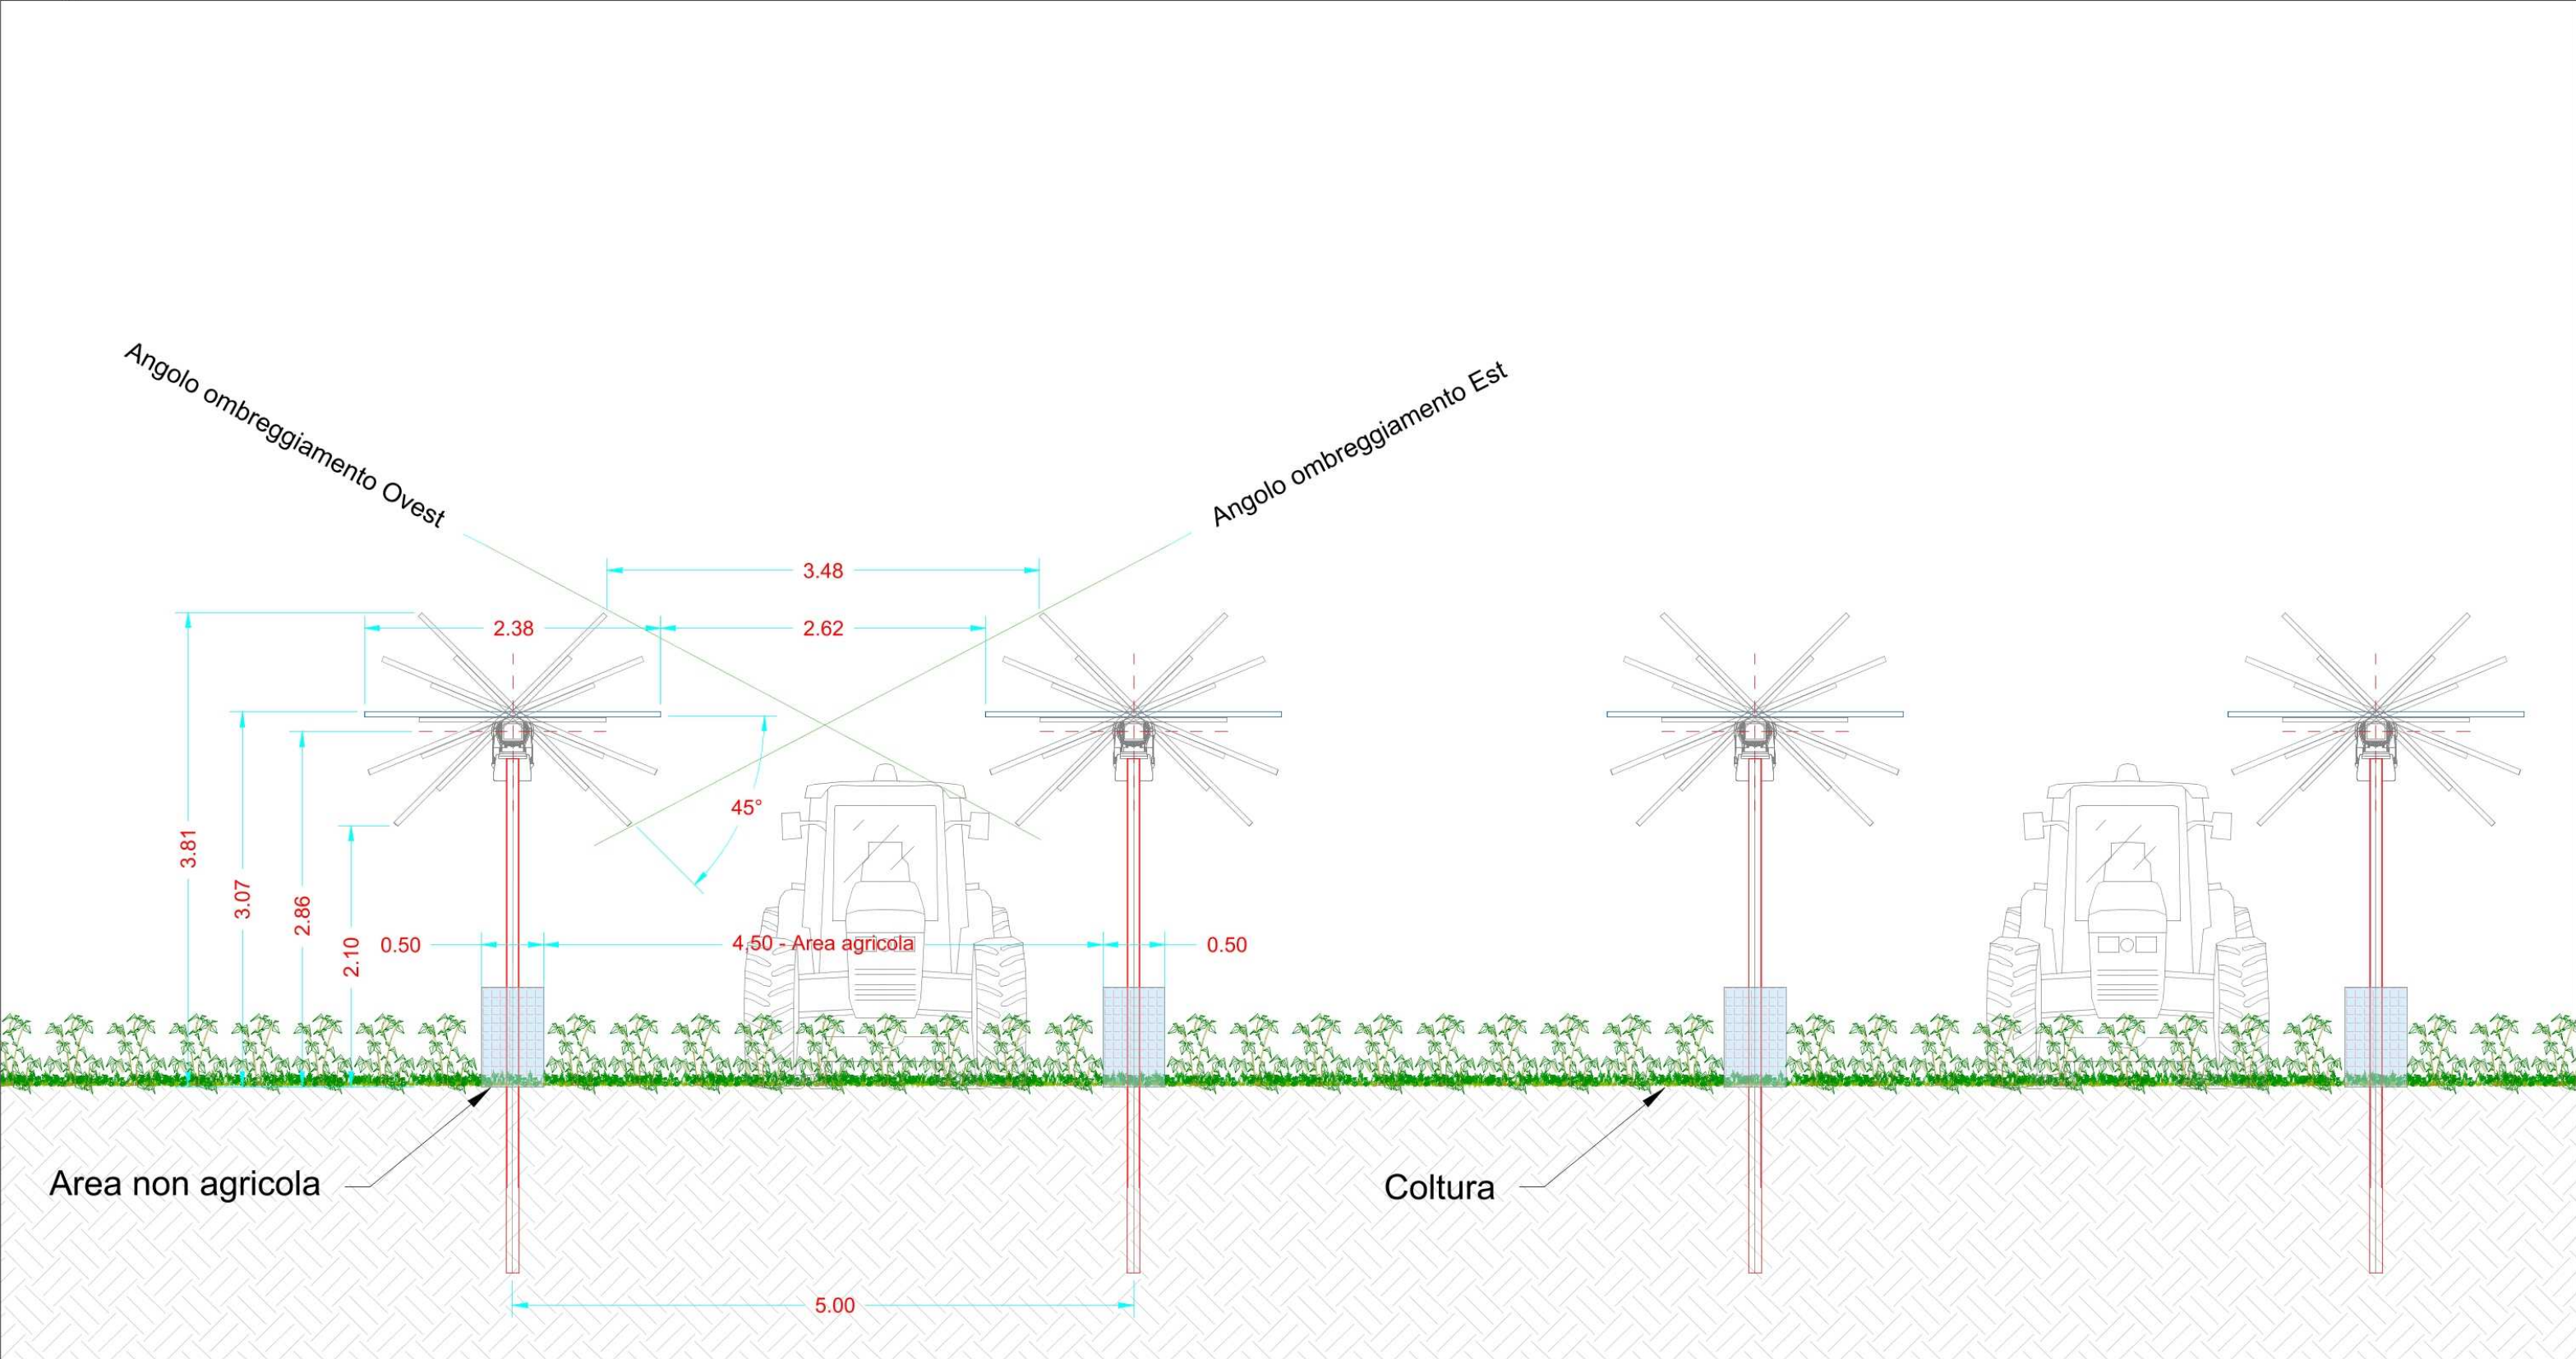 Angolo ombreggiamento Ovest
Angolo ombreggiamento Est
3.48
2.38
2.62
45°
3.81
3.07
2.86
2.10
0.50
4,50 - Area agricola
0.50
Area non agricola
Coltura
5.00